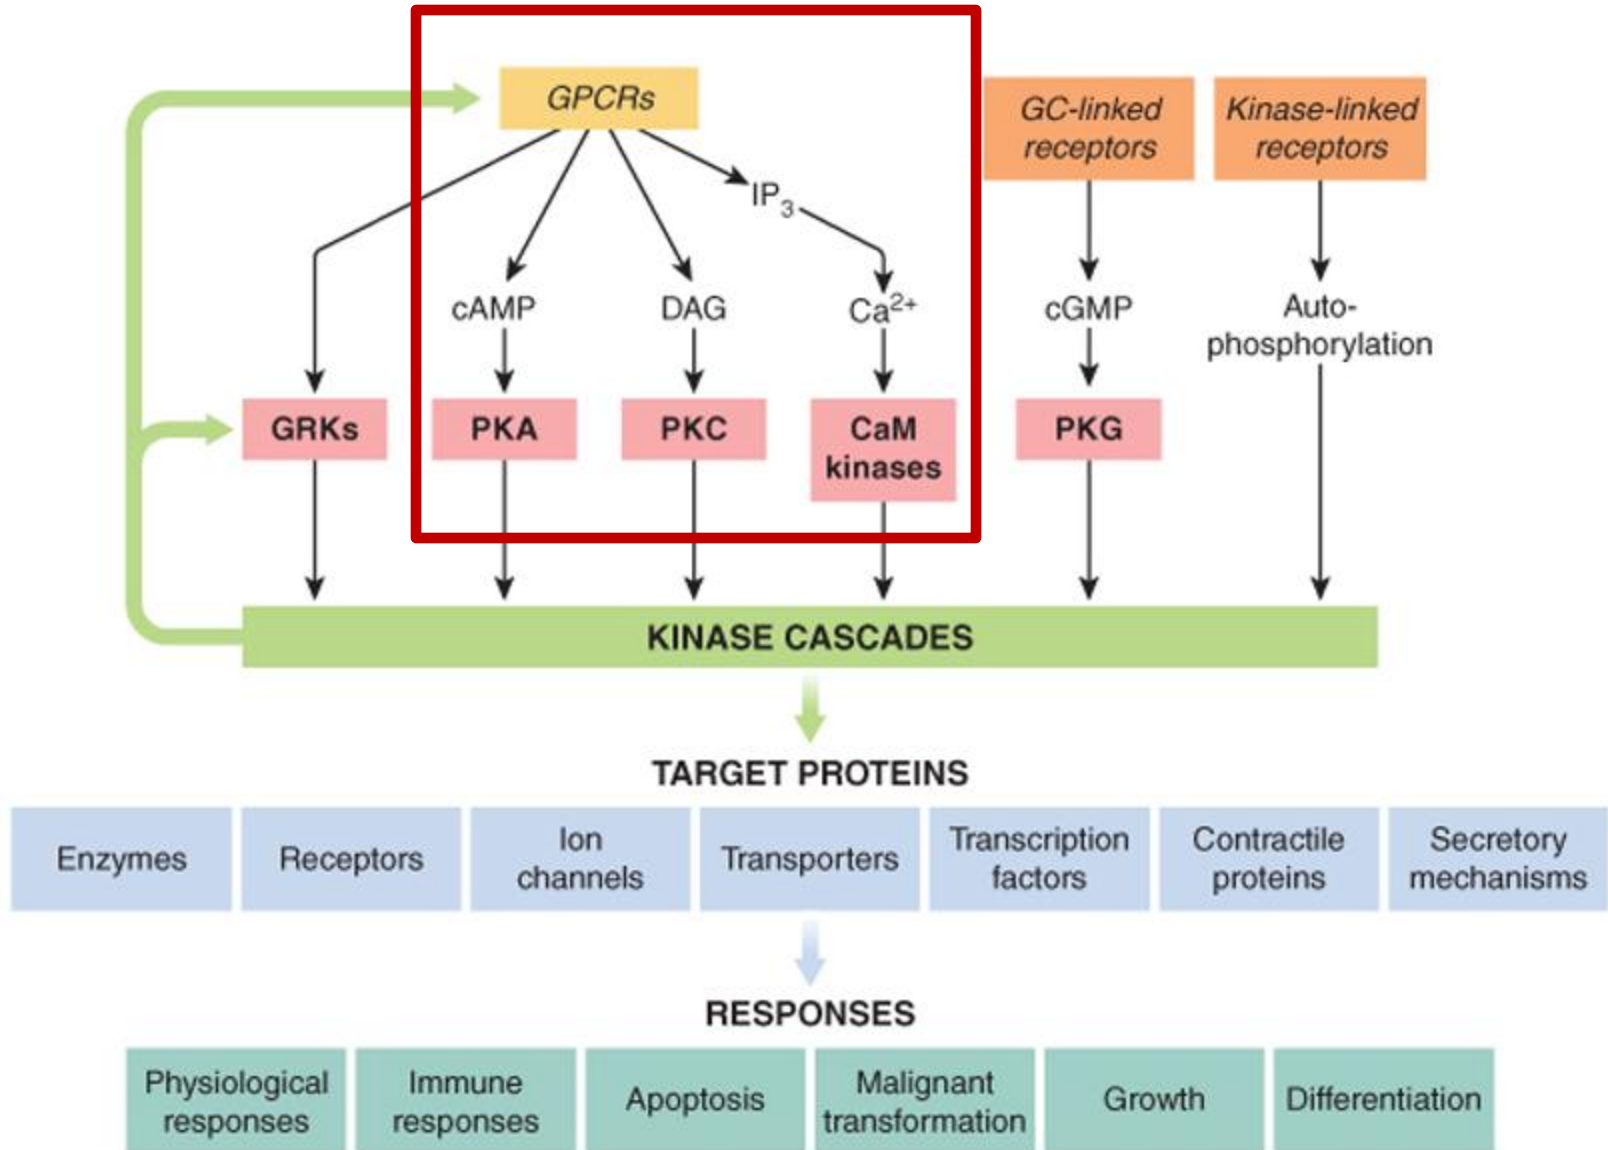 GPCRs
GC-linked
receptors
Kinase-linked
receptors
IP3
cAMP
DAG
Ca2+
cGMP
Auto-
phosphorylation
GRKs
PKA
PKC
CaM
kinases
PKG
KINASE CASCADES
TARGET PROTEINS
Enzymes
Receptors
Ion
channels
Transporters
Transcription
factors
Contractile
proteins
Secretory
mechanisms
RESPONSES
Physiological
responses
Immune
responses
Apoptosis
Malignant
transformation
Growth
Differentiation